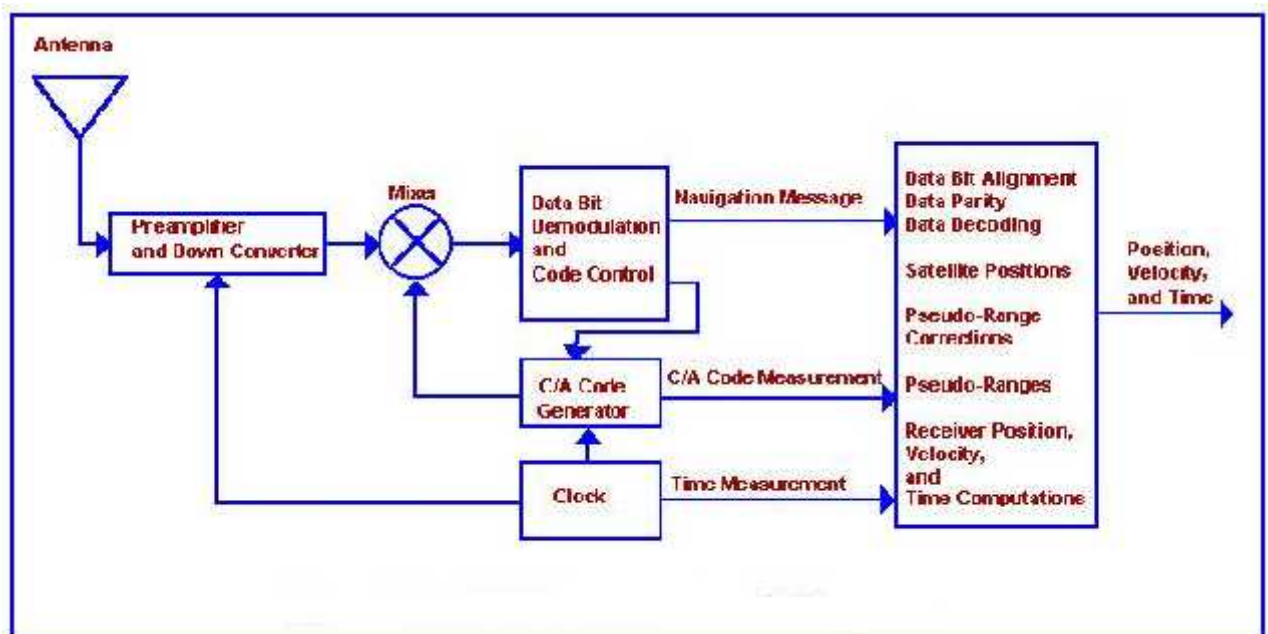 Antenna
Preamplifier
and Down Converter
Mixer
Data Bit
Demodulation
and
Code Control
Navigation Message
C/A Code
Generator
C/A Code Measurement
Clock
Time Measurement
Data Bit Alignment
Data Parity
Data Decoding
Satellite Positions
Pseudo-Range
Corrections
Pseudo-Ranges
Receiver Position,
Velocity,
and
Time Computations
Position,
Velocity,
and Time